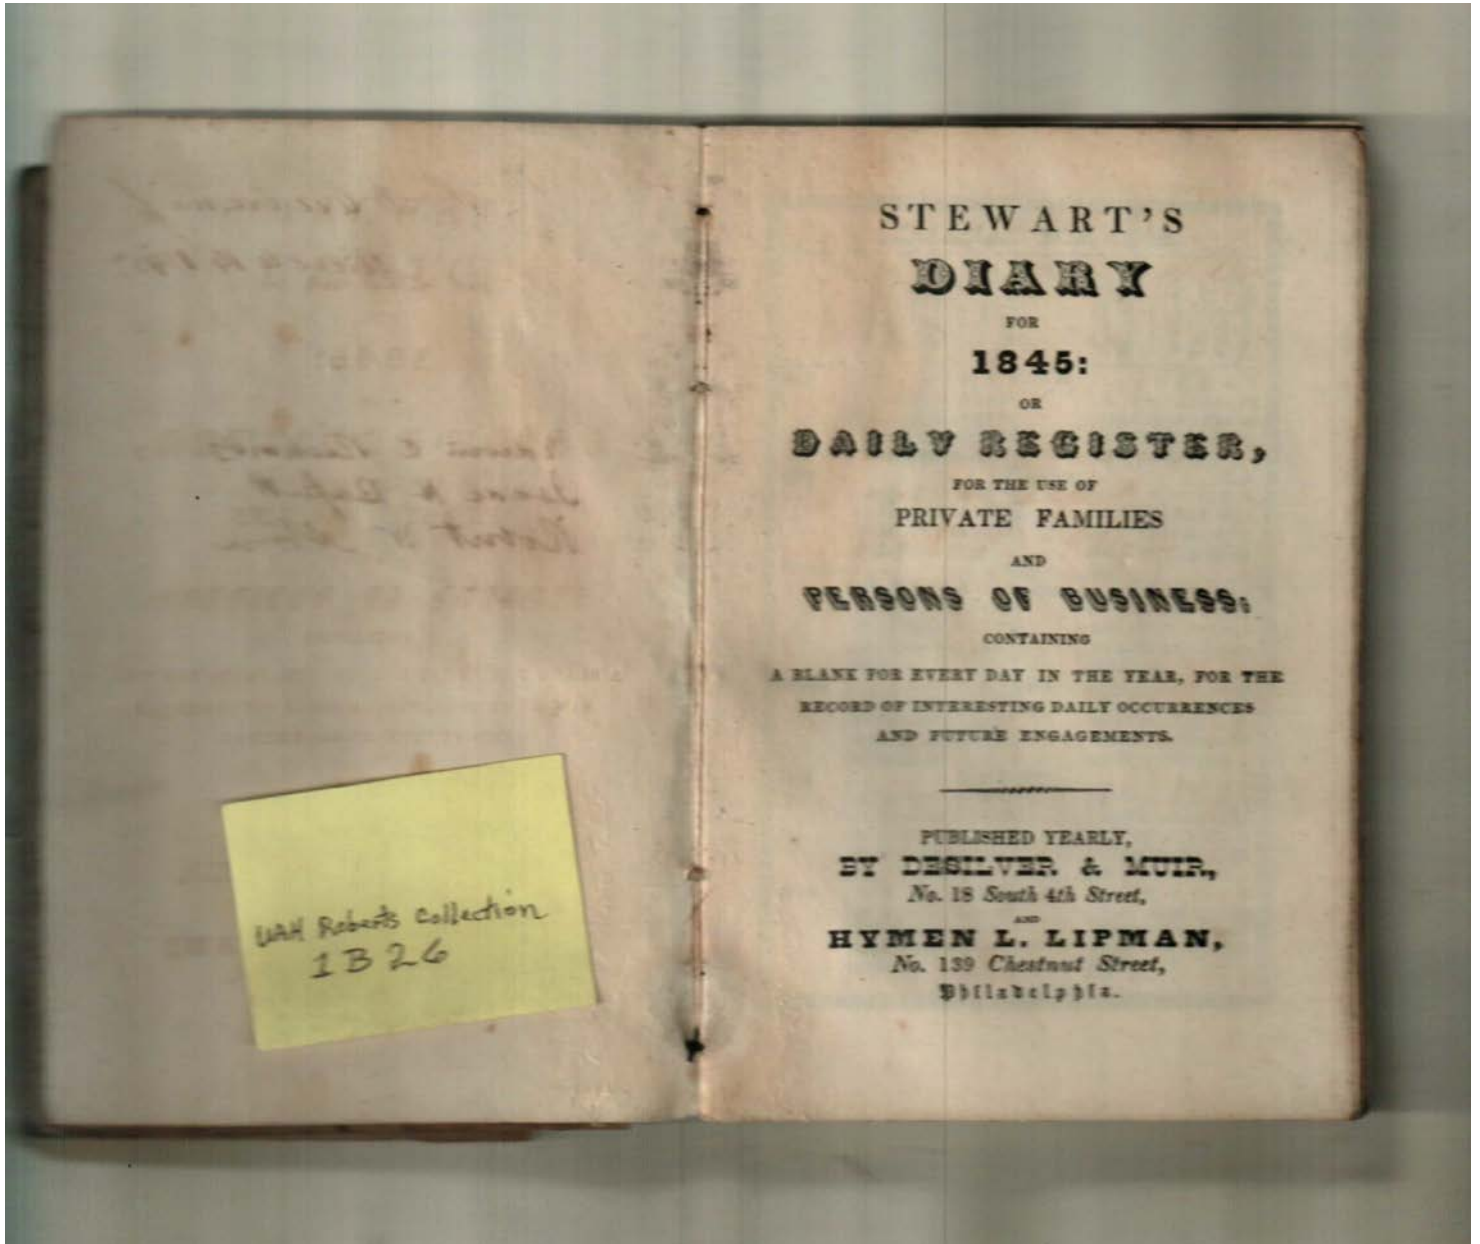 UAH Roberts Collection
1B26
STEWART'S
DIARY
FOR
1845:
OR
DAILY REGISTER,
FOR THE USE OF
PRIVATE FAMILIES
AND
PERSONS OF BUSINESS:
CONTAINING
A BLANK FOR EVERY DAY IN THE YEAR, FOR THE
RECORD OF INTERESTING DAILY OCCURRENCES
AND FUTURE ENGAGEMENTS.
PUBLISHED YEARLY,
BY DESILVER & MUIR,
No. 18 South 4th Street,
AND
HYMEN L. LIPMAN,
No. 139 Chestnut Street,
Philadelphia.